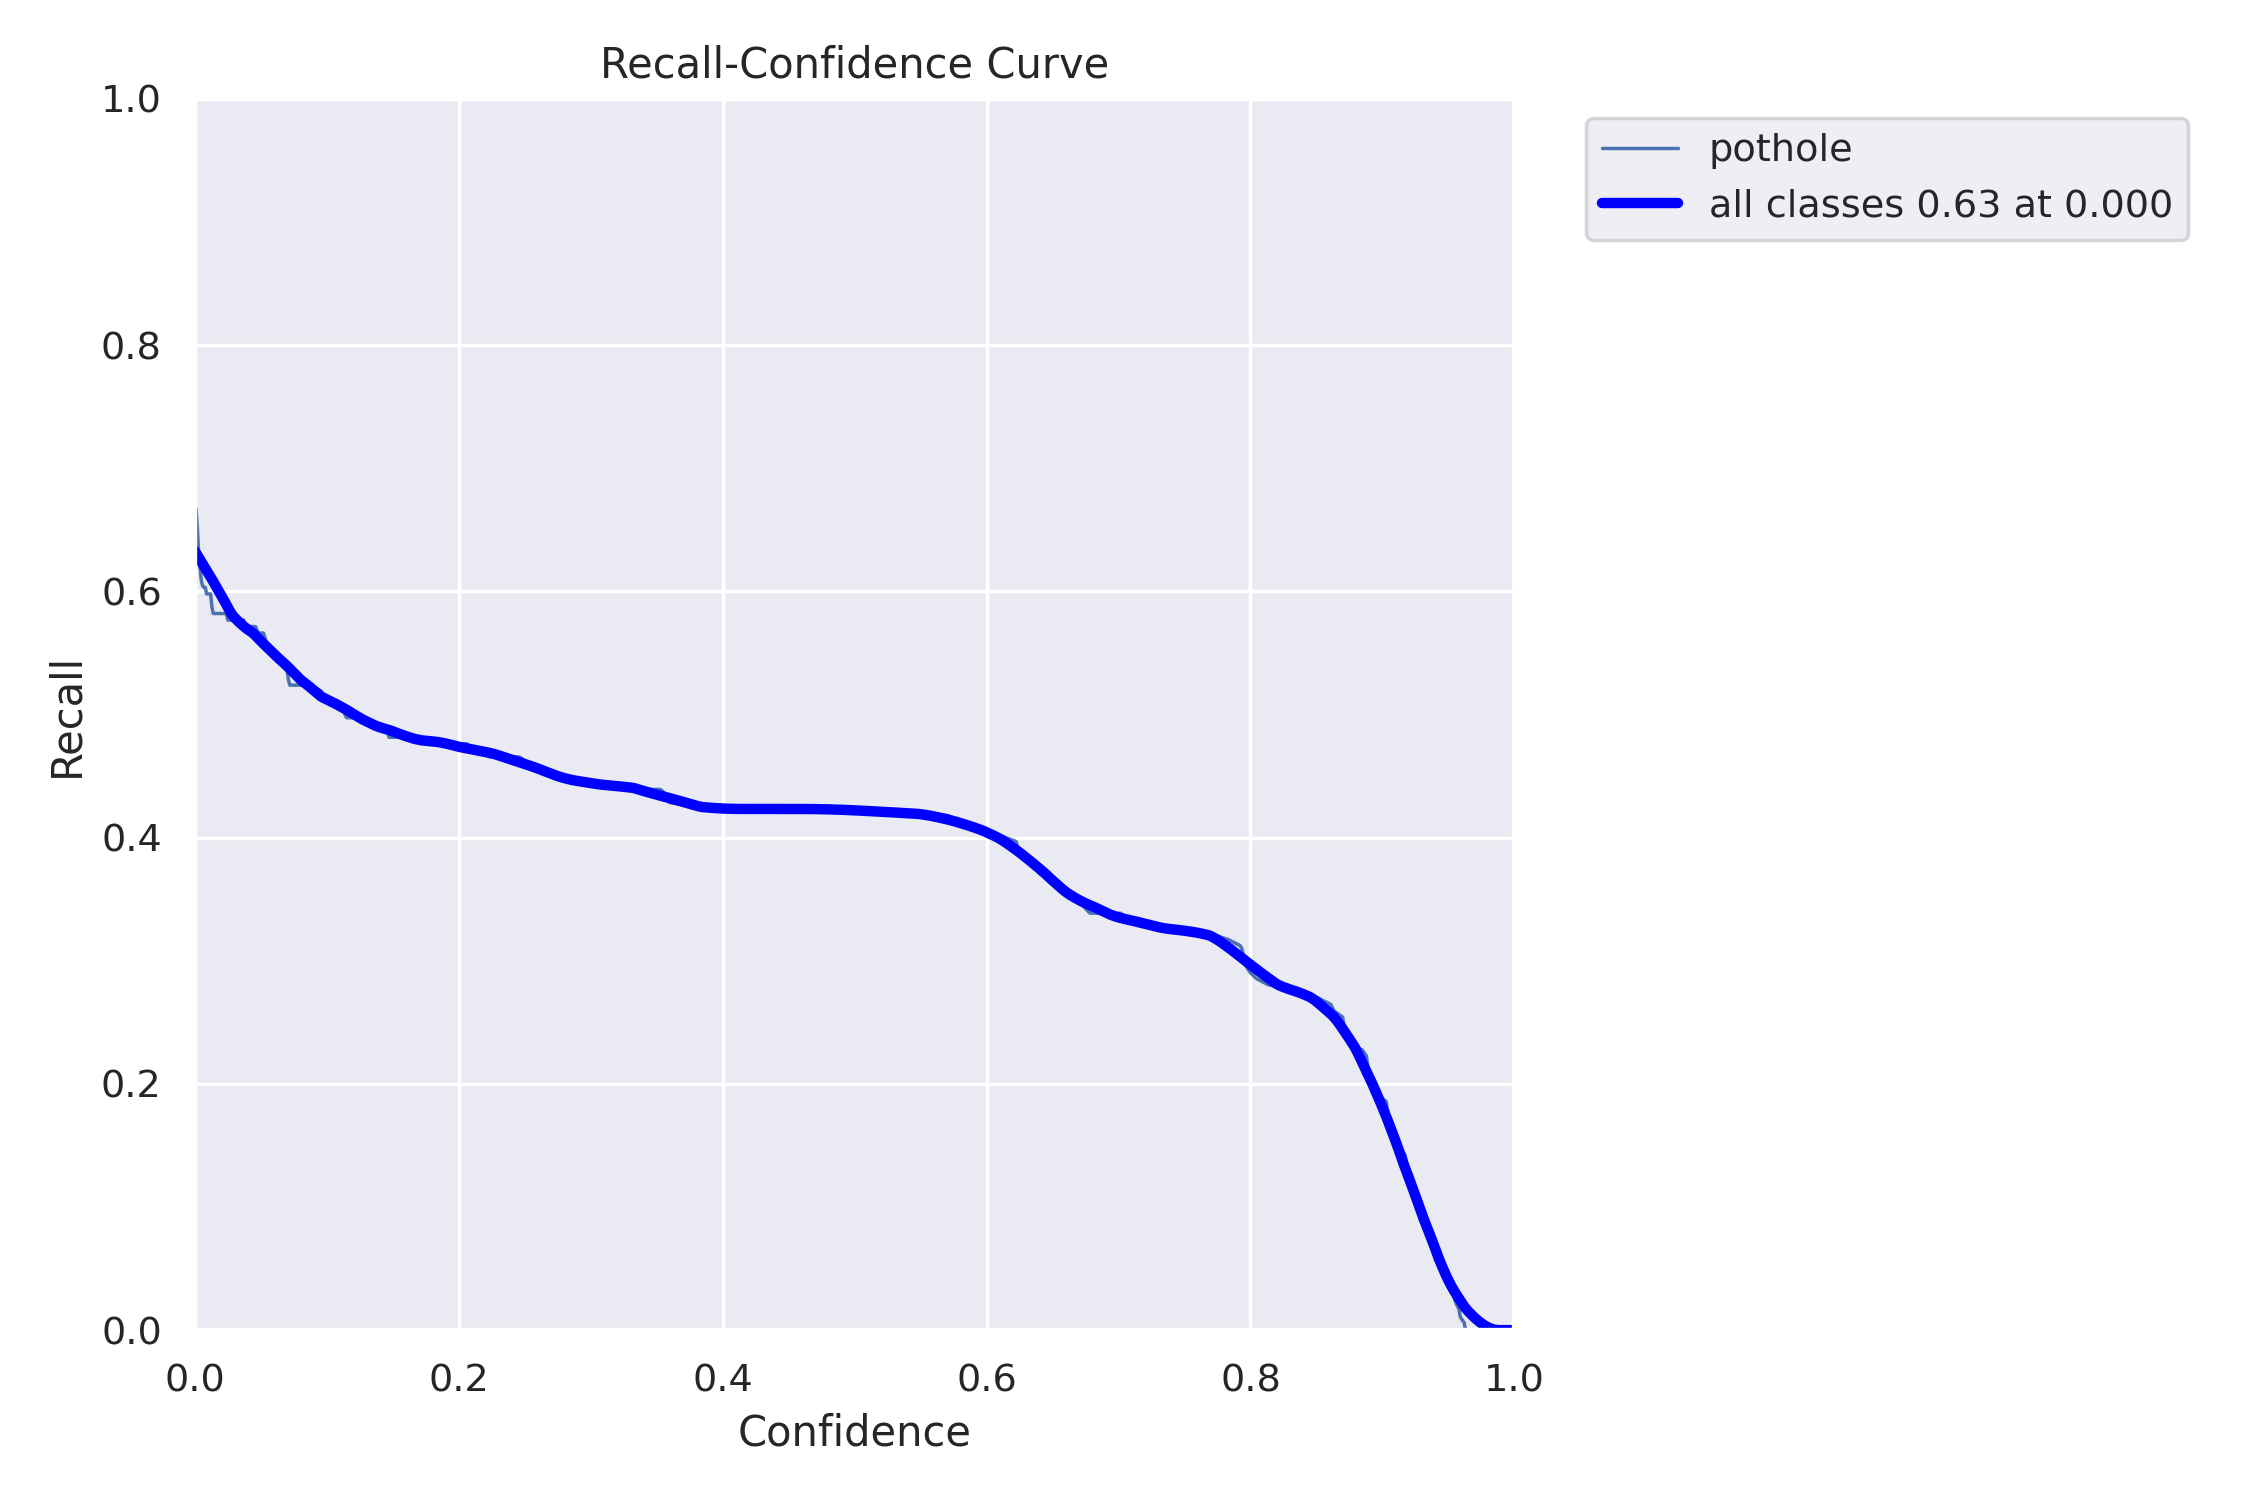 Recall-Confidence Curve
1.0
0.8
0.6
0.4
0.2
0.0
Recall
0.0 0.2 0.4 0.6 0.8 1.0
Confidence
pothole
all classes 0.63 at 0.000